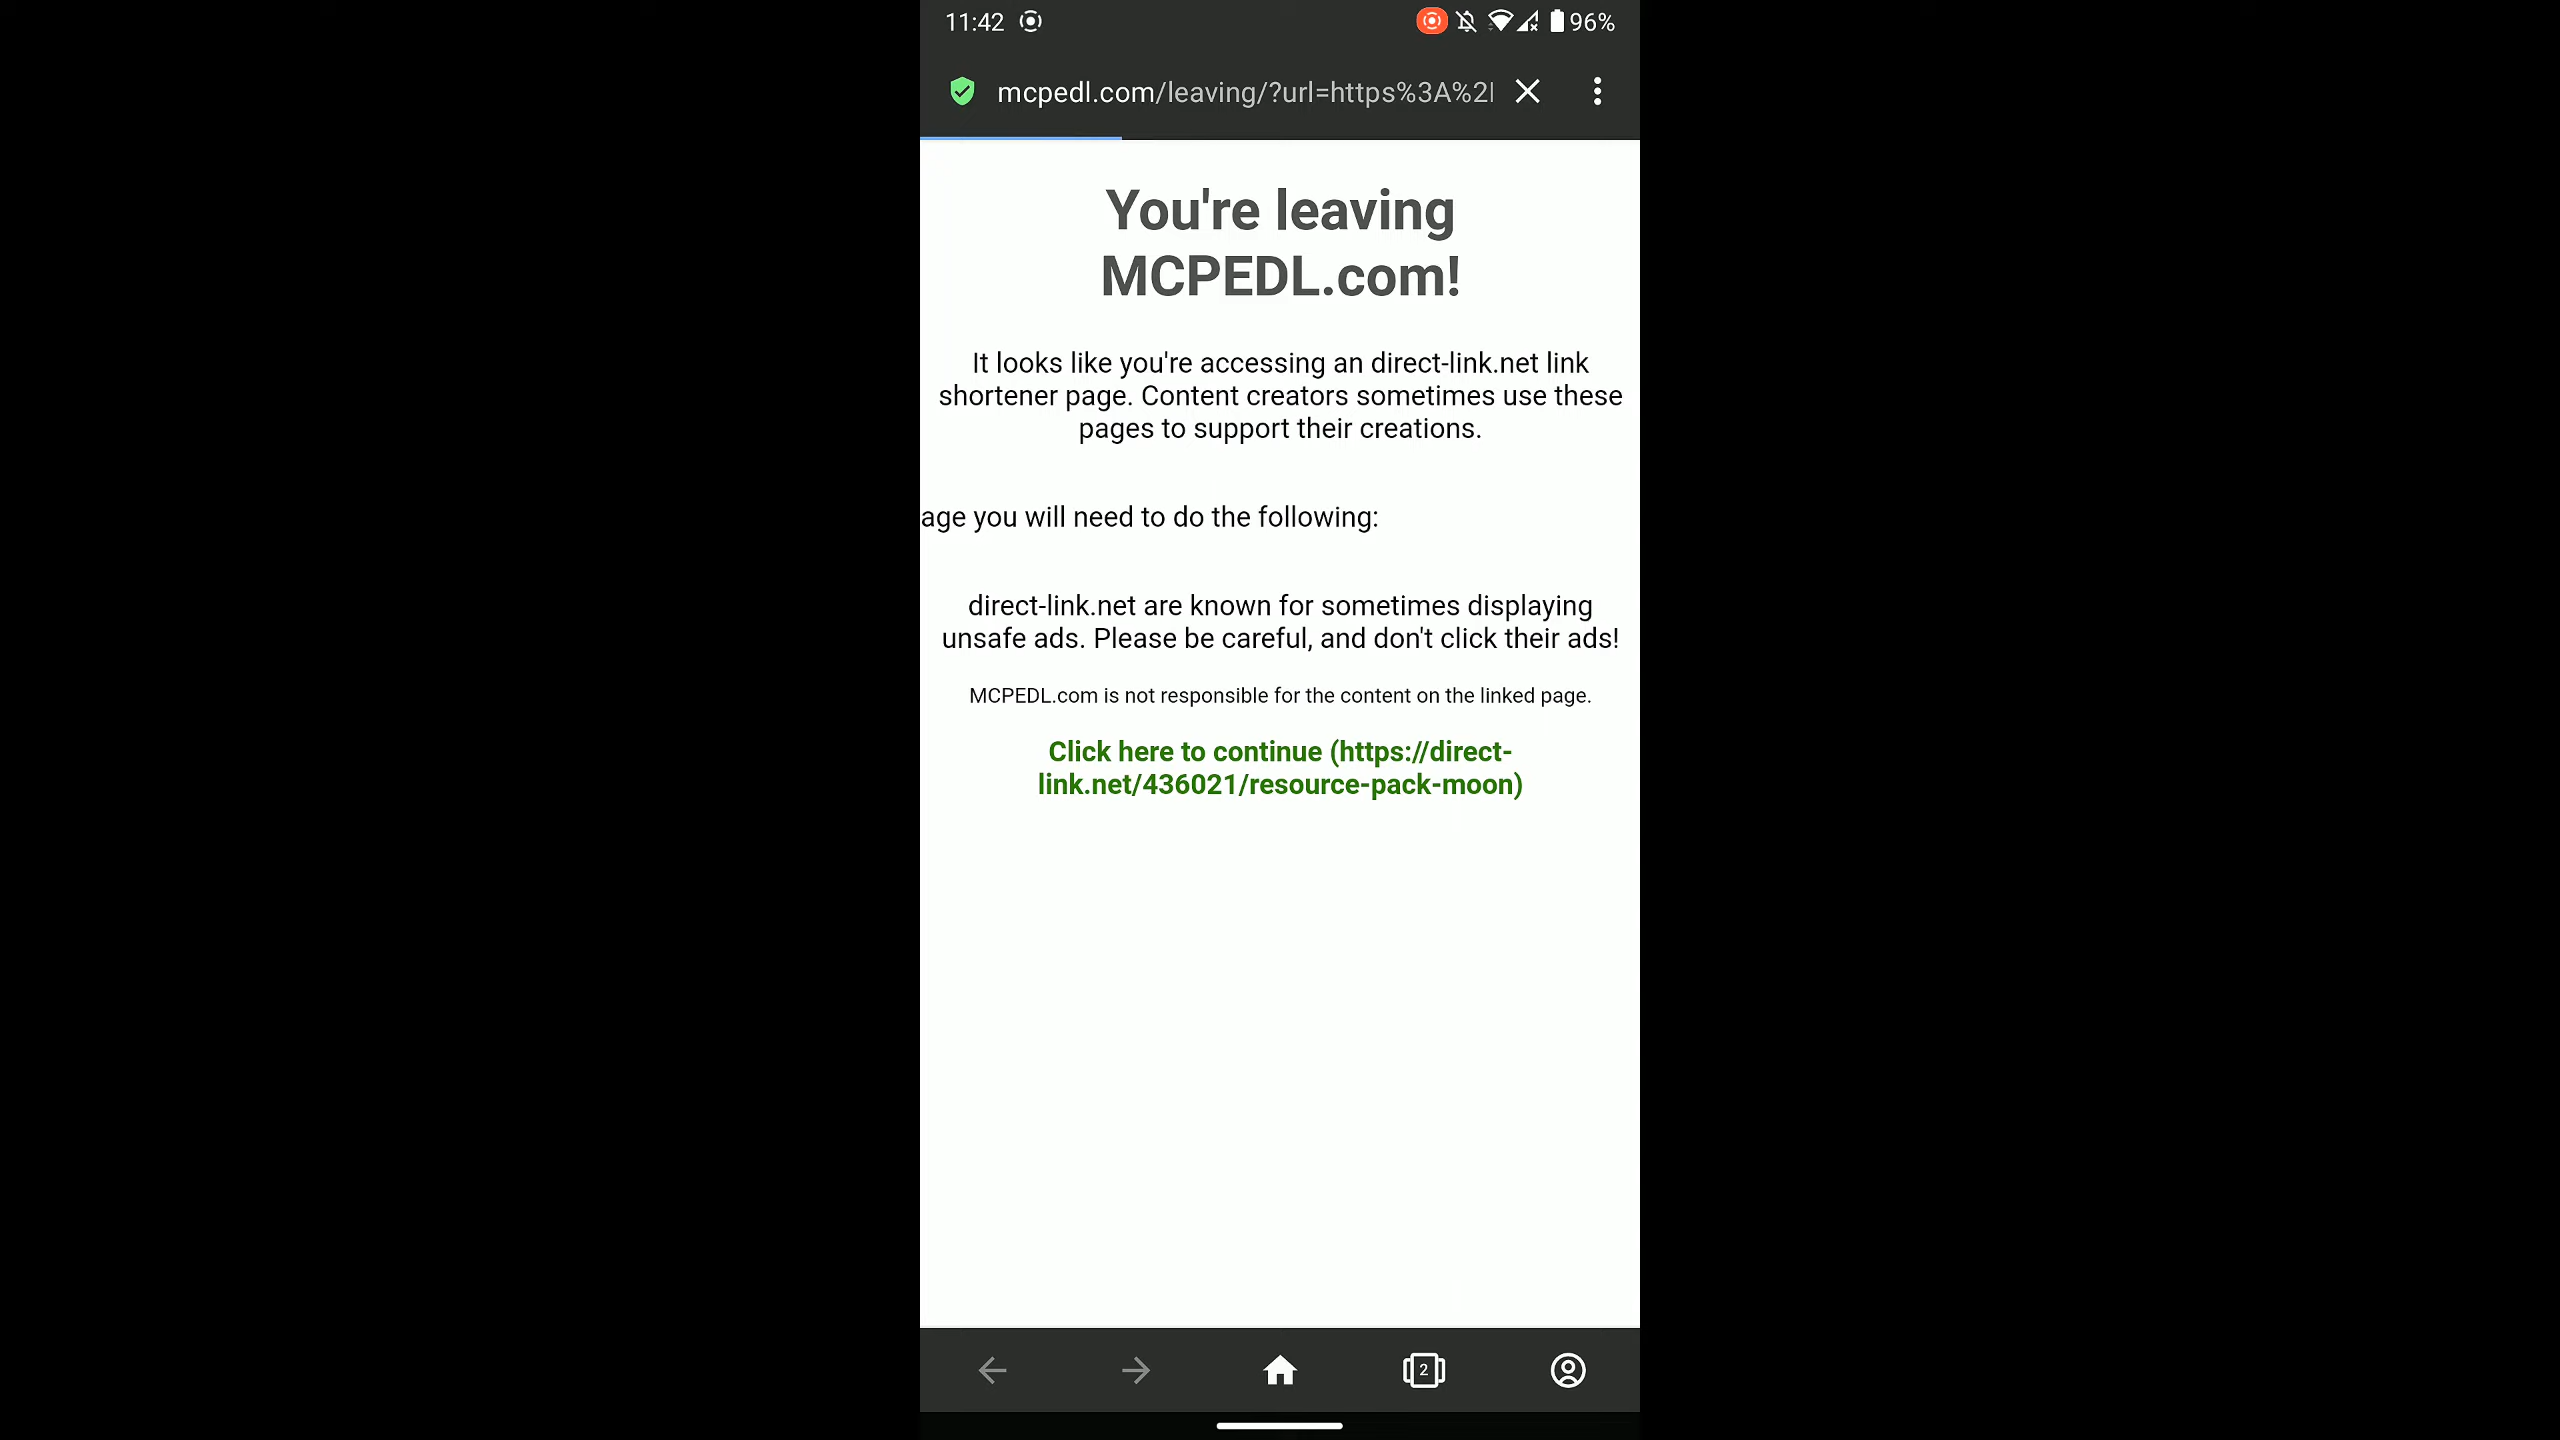 11:42
96%
mcpedl.com/leaving/?url=https%3A%2
You're leaving
MCPEDL.com!
It looks like you're accessing an direct-link.net link
shortener page. Content creators sometimes use these
pages to support their creations.
age you will need to do the following:
direct-link.net are known for sometimes displaying
unsafe ads. Please be careful, and don't click their ads!
MCPEDL.com is not responsible for the content on the linked page.
Click here to continue (https://direct-
link.net/436021/resource-pack-moon)
2